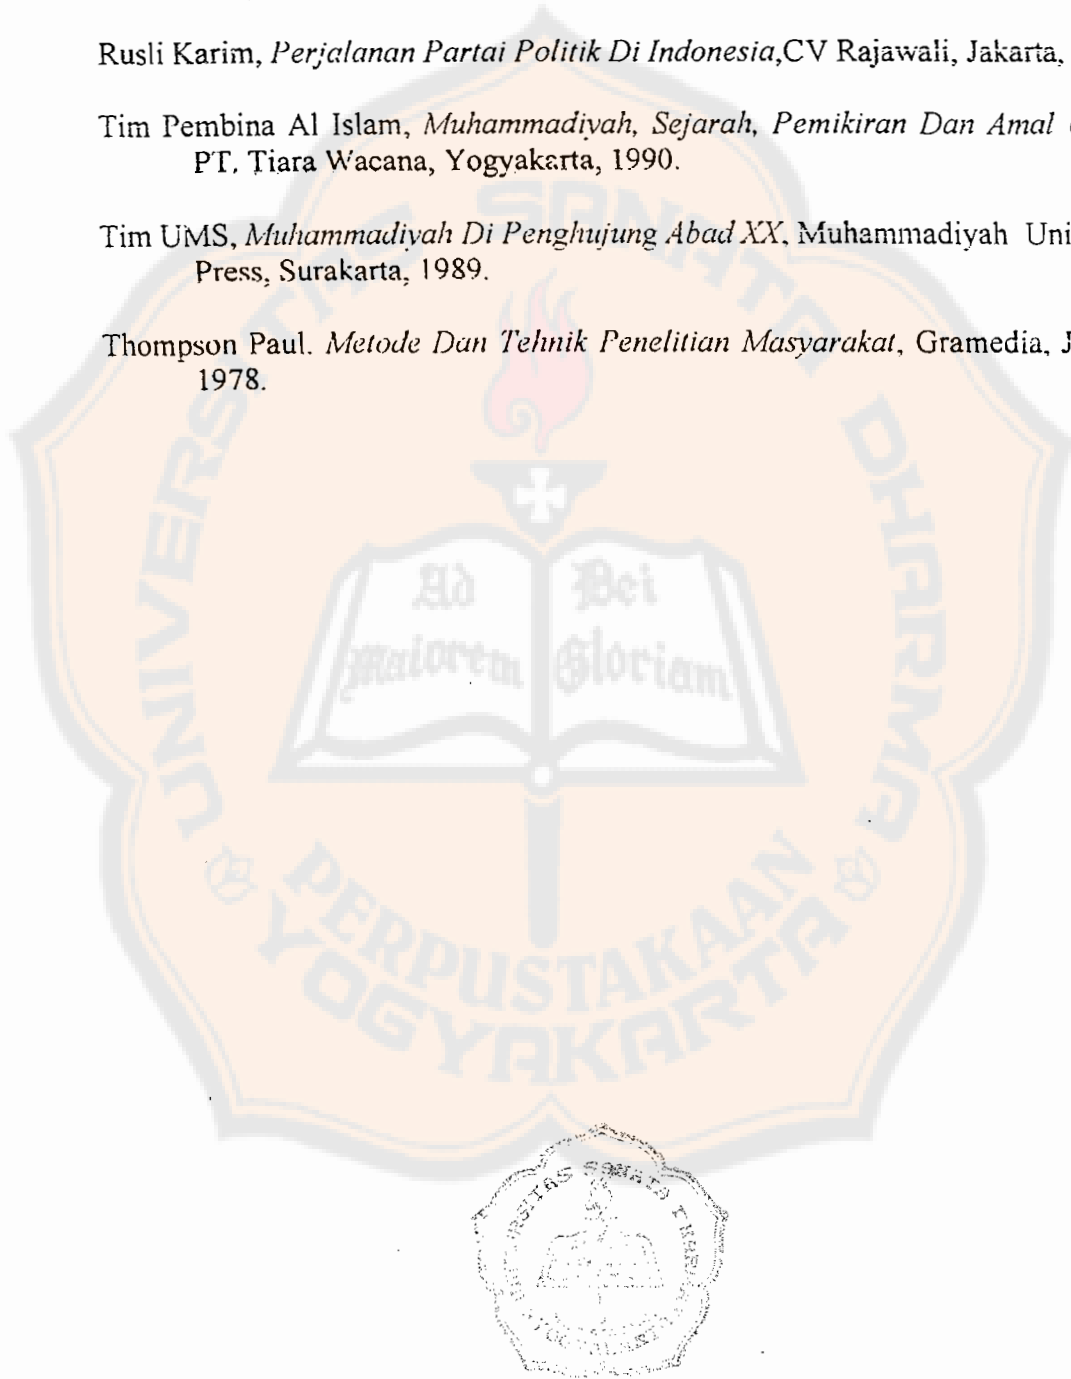 Rusli Karim, Perjalanan Partai Politik Di Indonesia,CV Rajawali, Jakarta,
Tim Pembina Al Islam, Muhammadiyah, Sejarah, Pemikiran Dan Amal
PT. Tiara Wacana, Yogyakarta, 1990.
Tim UMS, Muhammadiyah Di Penghujung Abad XX, Muhammadiyah Uni
Press, Surakarta, 1989.
Thompson Paul. Metode Dan Tehnik Penelitian Masyarakat, Gramedia, J
1978.
UNIVERSITAS SANATA DHARMA
Ad Dei
maiorem Gloriam
PERPUSTAKAAN
YOGYAKARTA